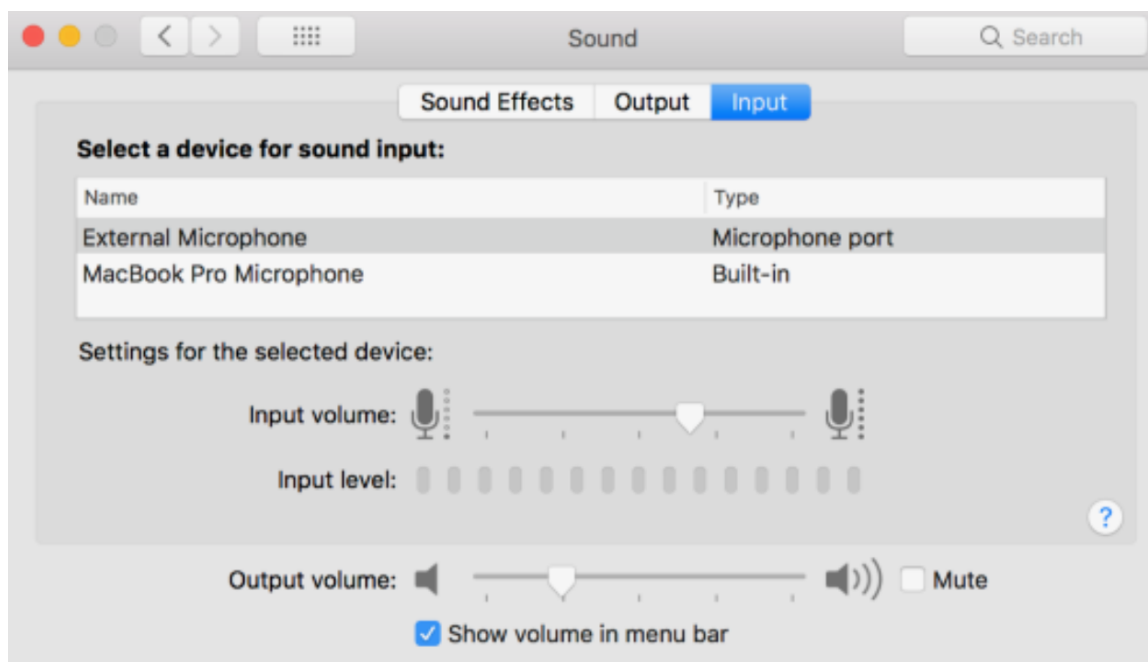 Sound
Search
Sound Effects Output Input
Select a device for sound input:
Name Type
External Microphone Microphone port
MacBook Pro Microphone Built-in
Settings for the selected device:
Input volume:
Input level:
?
Output volume: Mute
Show volume in menu bar